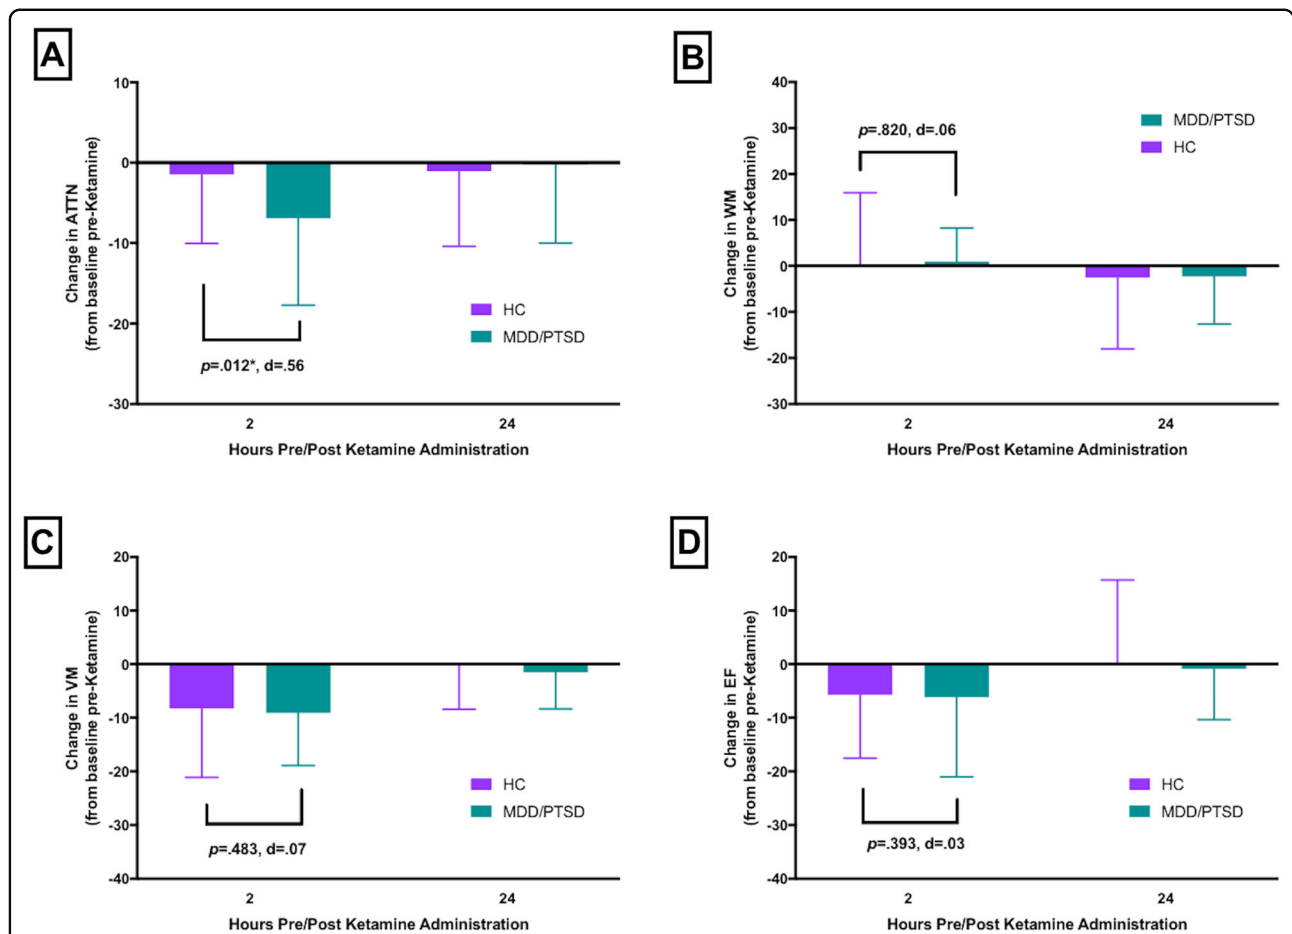 A
10
0
-10
-20
-30
Change in ATTN
(from baseline pre-Ketamine)
HC
MDD/PTSD
p=.012*, d=.56
2
24
Hours Pre/Post Ketamine Administration
B
40
30
20
10
0
-10
-20
-30
Change in WM
(from baseline pre-Ketamine)
p=.820, d=.06
MDD/PTSD
HC
2
24
Hours Pre/Post Ketamine Administration
C
20
10
0
-10
-20
-30
-40
Change in VM
(from baseline pre-Ketamine)
HC
MDD/PTSD
p=.483, d=.07
2
24
Hours Pre/Post Ketamine Administration
D
20
10
0
-10
-20
-30
-40
Change in EF
(from baseline pre-Ketamine)
HC
MDD/PTSD
p=.393, d=.03
2
24
Hours Pre/Post Ketamine Administration